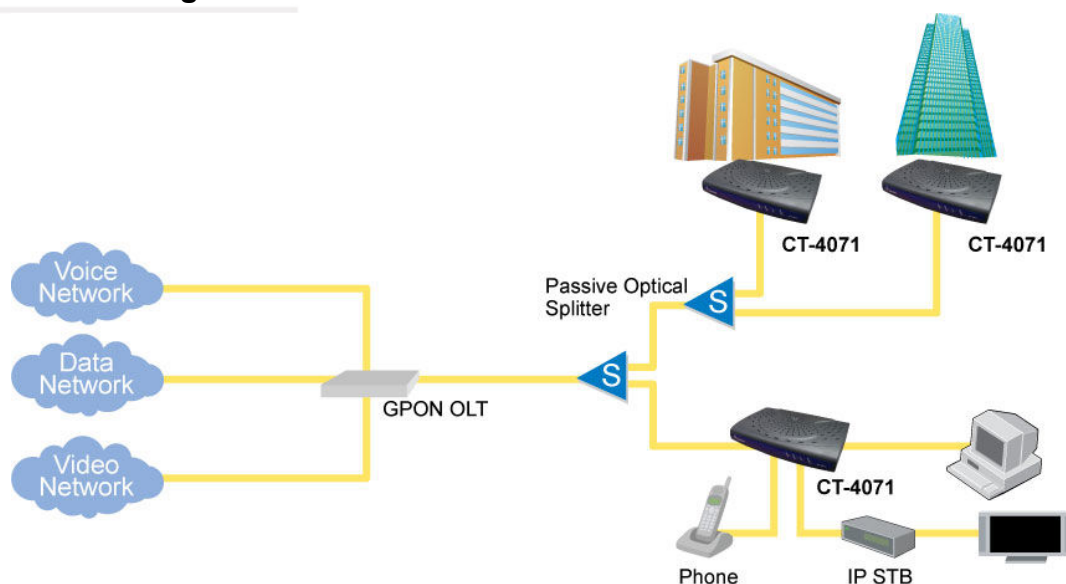 Voice
Network
Data
Network
Video
Network
GPON OLT
S
Passive Optical
Splitter
S
CT-4071
CT-4071
CT-4071
Phone
IP STB